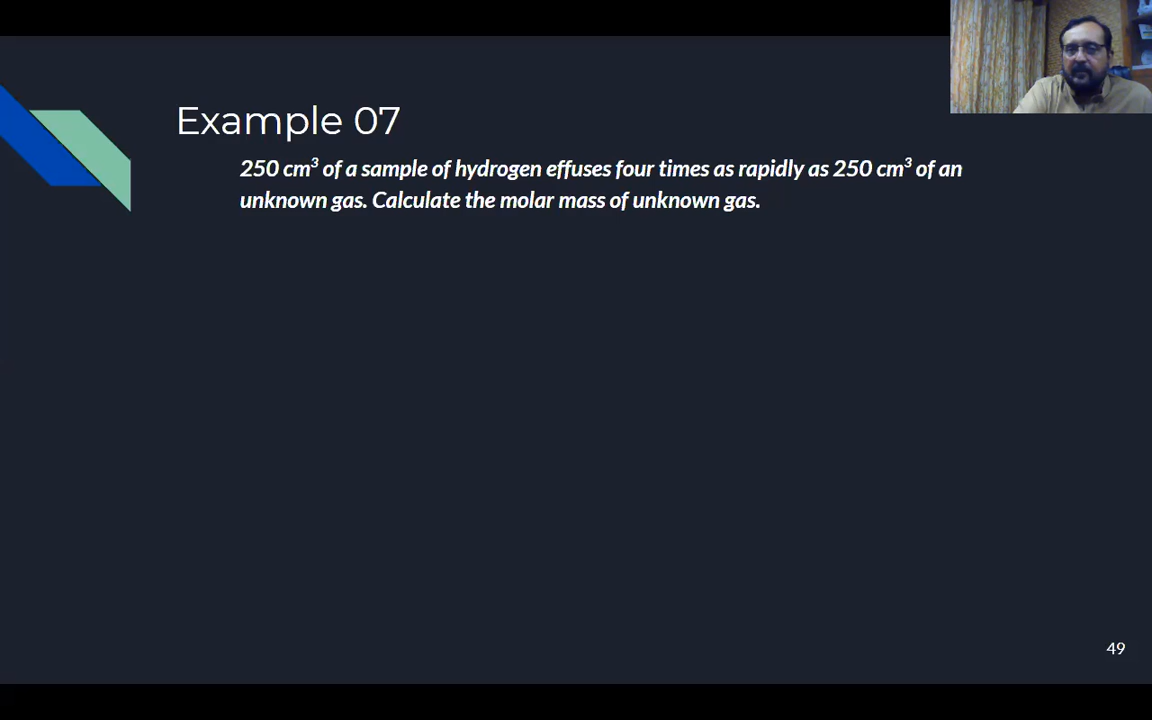 Example 07
250 cm³ of a sample of hydrogen effuses four times as rapidly as 250 cm³ of an
unknown gas. Calculate the molar mass of unknown gas.
49